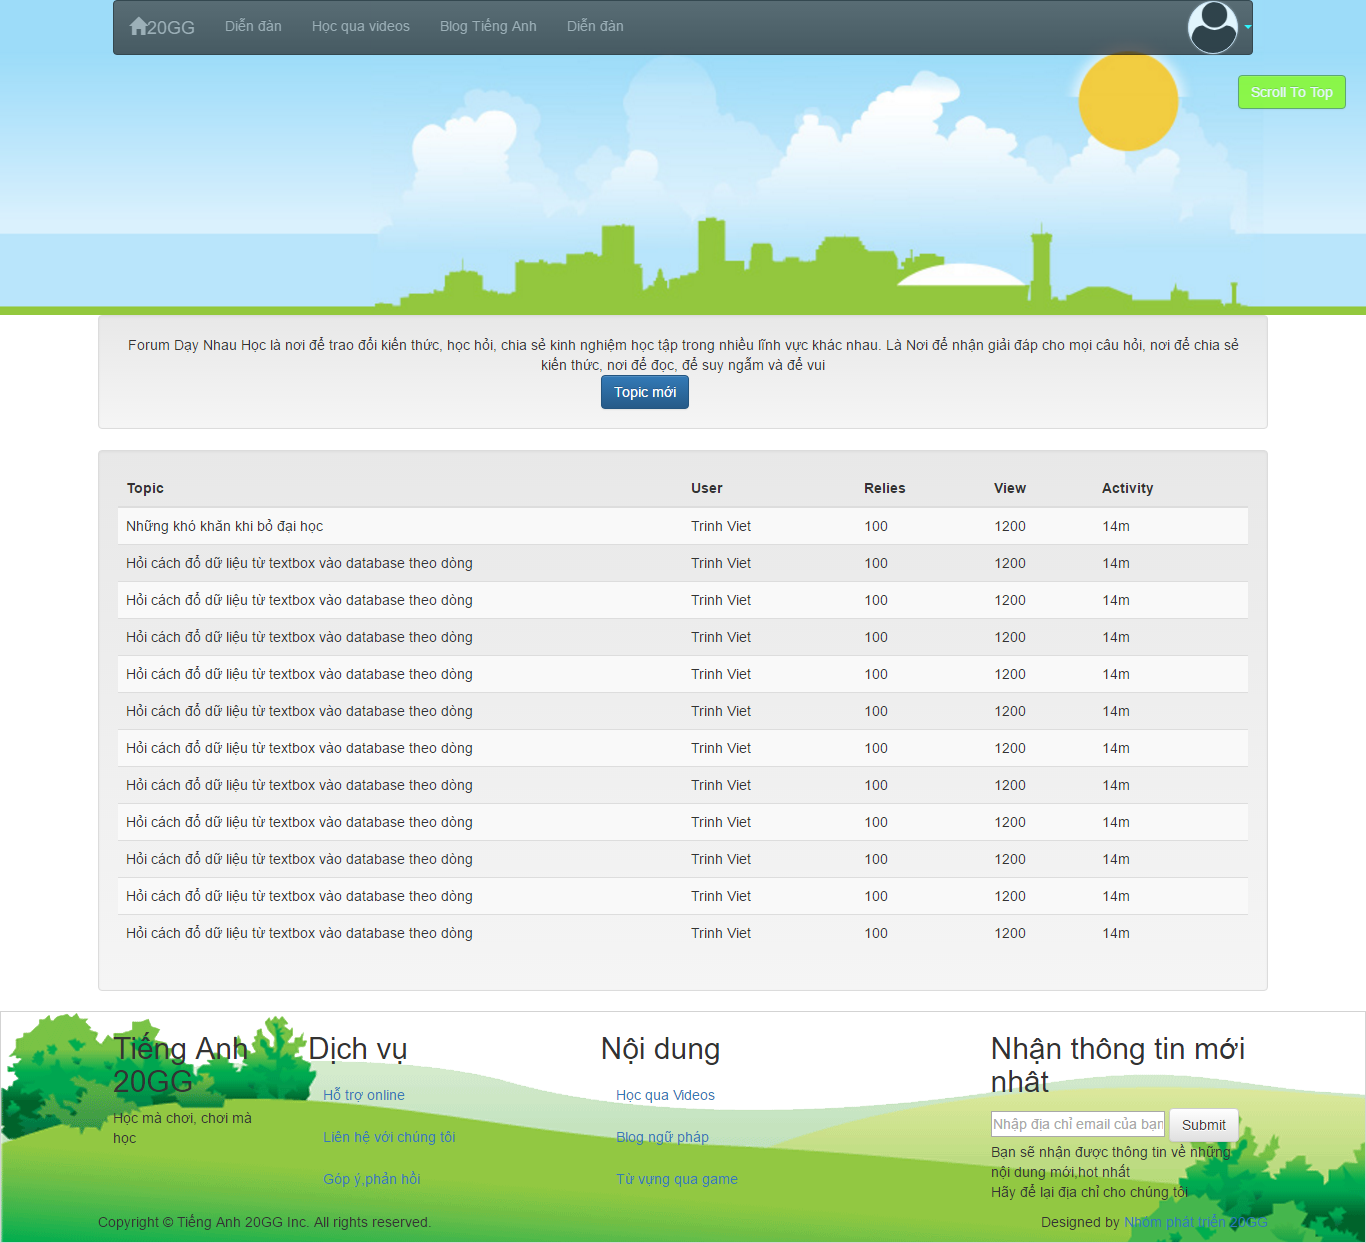 20GG Diễn đàn Học qua videos Blog Tiếng Anh Diễn đàn
Scroll To Top
Forum Dạy Nhau Học là nơi để trao đổi kiến thức, học hỏi, chia sẻ kinh nghiệm học tập trong nhiều lĩnh vực khác nhau. Là Nơi để nhận giải đáp cho mọi câu hỏi, nơi để chia sẻ
kiến thức, nơi để đọc, để suy ngẫm và để vui
Topic mới
Topic User Relies View Activity
Những khó khăn khi bỏ đại học Trinh Viet 100 1200 14m
Hỏi cách đổ dữ liệu từ textbox vào database theo dòng Trinh Viet 100 1200 14m
Hỏi cách đổ dữ liệu từ textbox vào database theo dòng Trinh Viet 100 1200 14m
Hỏi cách đổ dữ liệu từ textbox vào database theo dòng Trinh Viet 100 1200 14m
Hỏi cách đổ dữ liệu từ textbox vào database theo dòng Trinh Viet 100 1200 14m
Hỏi cách đổ dữ liệu từ textbox vào database theo dòng Trinh Viet 100 1200 14m
Hỏi cách đổ dữ liệu từ textbox vào database theo dòng Trinh Viet 100 1200 14m
Hỏi cách đổ dữ liệu từ textbox vào database theo dòng Trinh Viet 100 1200 14m
Hỏi cách đổ dữ liệu từ textbox vào database theo dòng Trinh Viet 100 1200 14m
Hỏi cách đổ dữ liệu từ textbox vào database theo dòng Trinh Viet 100 1200 14m
Hỏi cách đổ dữ liệu từ textbox vào database theo dòng Trinh Viet 100 1200 14m
Hỏi cách đổ dữ liệu từ textbox vào database theo dòng Trinh Viet 100 1200 14m
Tiếng Anh
20GG
Học mà chơi, chơi mà
học
Dịch vụ
Hỗ trợ online
Liên hệ với chúng tôi
Góp ý,phản hồi
Nội dung
Học qua Videos
Blog ngữ pháp
Từ vựng qua game
Nhận thông tin mới
nhất
Nhập địa chỉ email của bạn Submit
Bạn sẽ nhận được thông tin về những
nội dung mới,hot nhất
Hãy để lại địa chỉ cho chúng tôi
Copyright © Tiếng Anh 20GG Inc. All rights reserved.
Designed by Nhóm phát triển 20GG